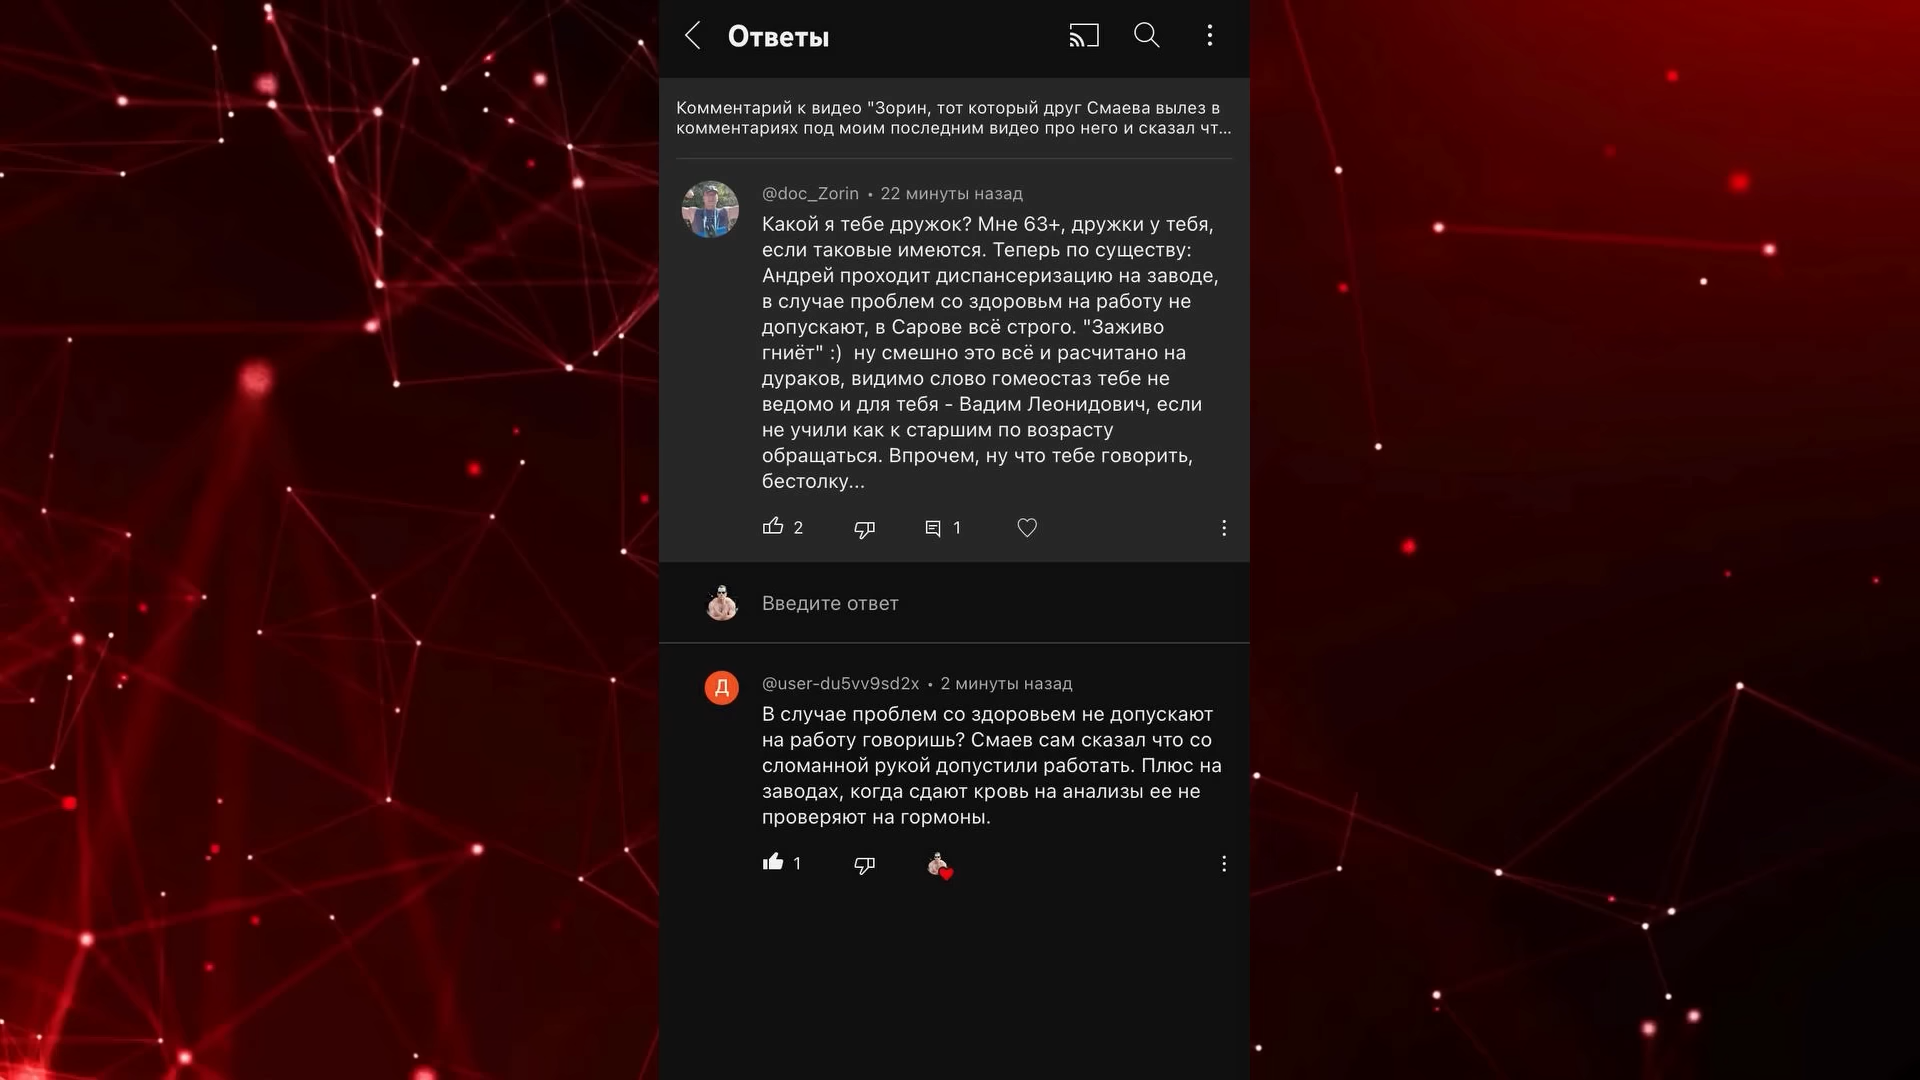 Ответы
Комментарий к видео "Зорин, тот который друг Смаева вылез в
комментариях под моим последним видео про него и сказал чт...
@doc_Zorin • 22 минуты назад
Какой я тебе дружок? Мне 63+, дружки у тебя,
если таковые имеются. Теперь по существу:
Андрей проходит диспансеризацию на заводе,
в случае проблем со здоровьм на работу не
допускают, в Сарове всё строго. "Заживо
гниёт" :)  ну смешно это всё и расчитано на
дураков, видимо слово гомеостаз тебе не
ведомо и для тебя - Вадим Леонидович, если
не учили как к старшим по возрасту
обращаться. Впрочем, ну что тебе говорить,
бестолку...
2 1
Введите ответ
Д
@user-du5vv9sd2x • 2 минуты назад
В случае проблем со здоровьем не допускают
на работу говоришь? Смаев сам сказал что со
сломанной рукой допустили работать. Плюс на
заводах, когда сдают кровь на анализы ее не
проверяют на гормоны.
1